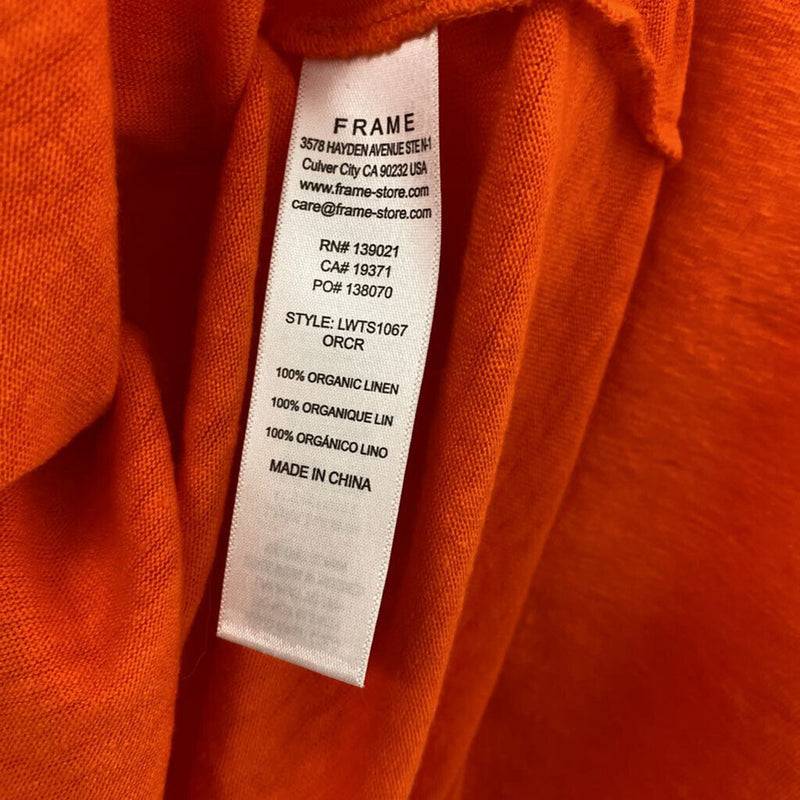 FRAME
3578 HAYDEN AVENUE STE N-1
Culver City CA 90232 USA
www.frame-store.com
care@frame-store.com
RN# 139021
CA# 19371
PO# 138070
STYLE: LWTS1067
ORCR
100% ORGANIC LINEN
100% ORGANIQUE LIN
100% ORGÁNICO LINO
MADE IN CHINA